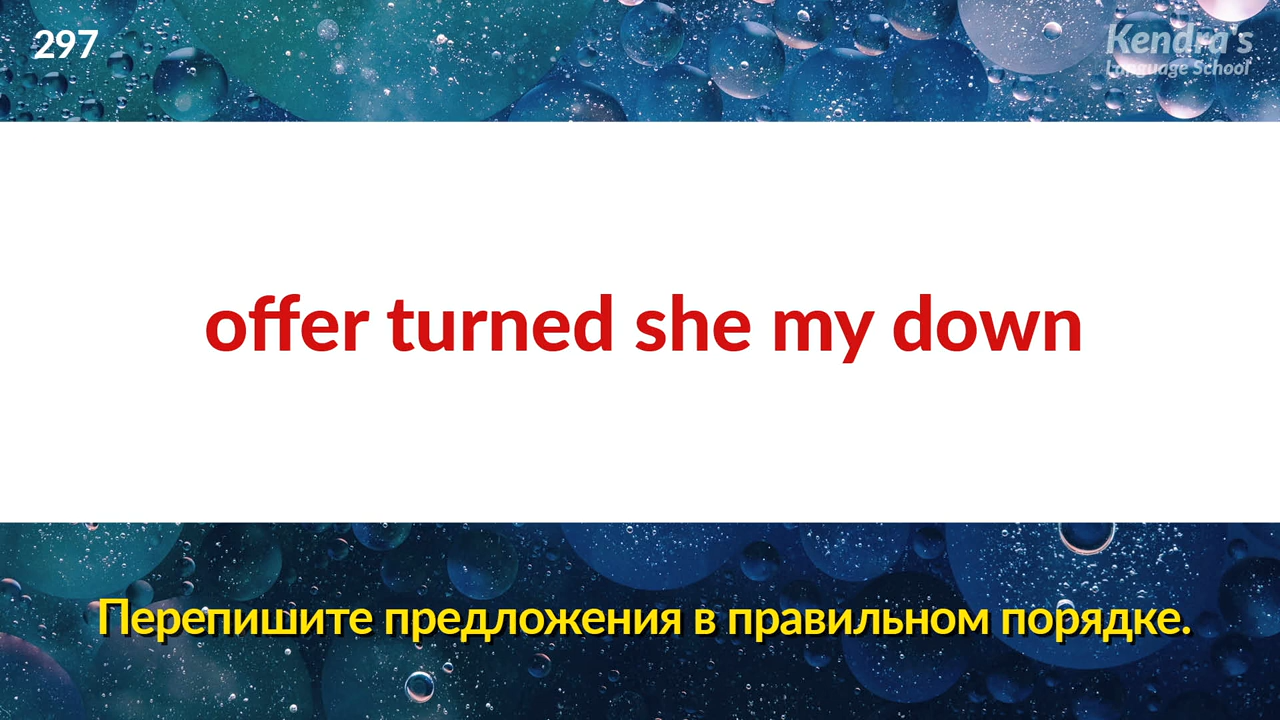 297
Kendra's
Language School
offer turned she my down
Перепишите предложения в правильном порядке.